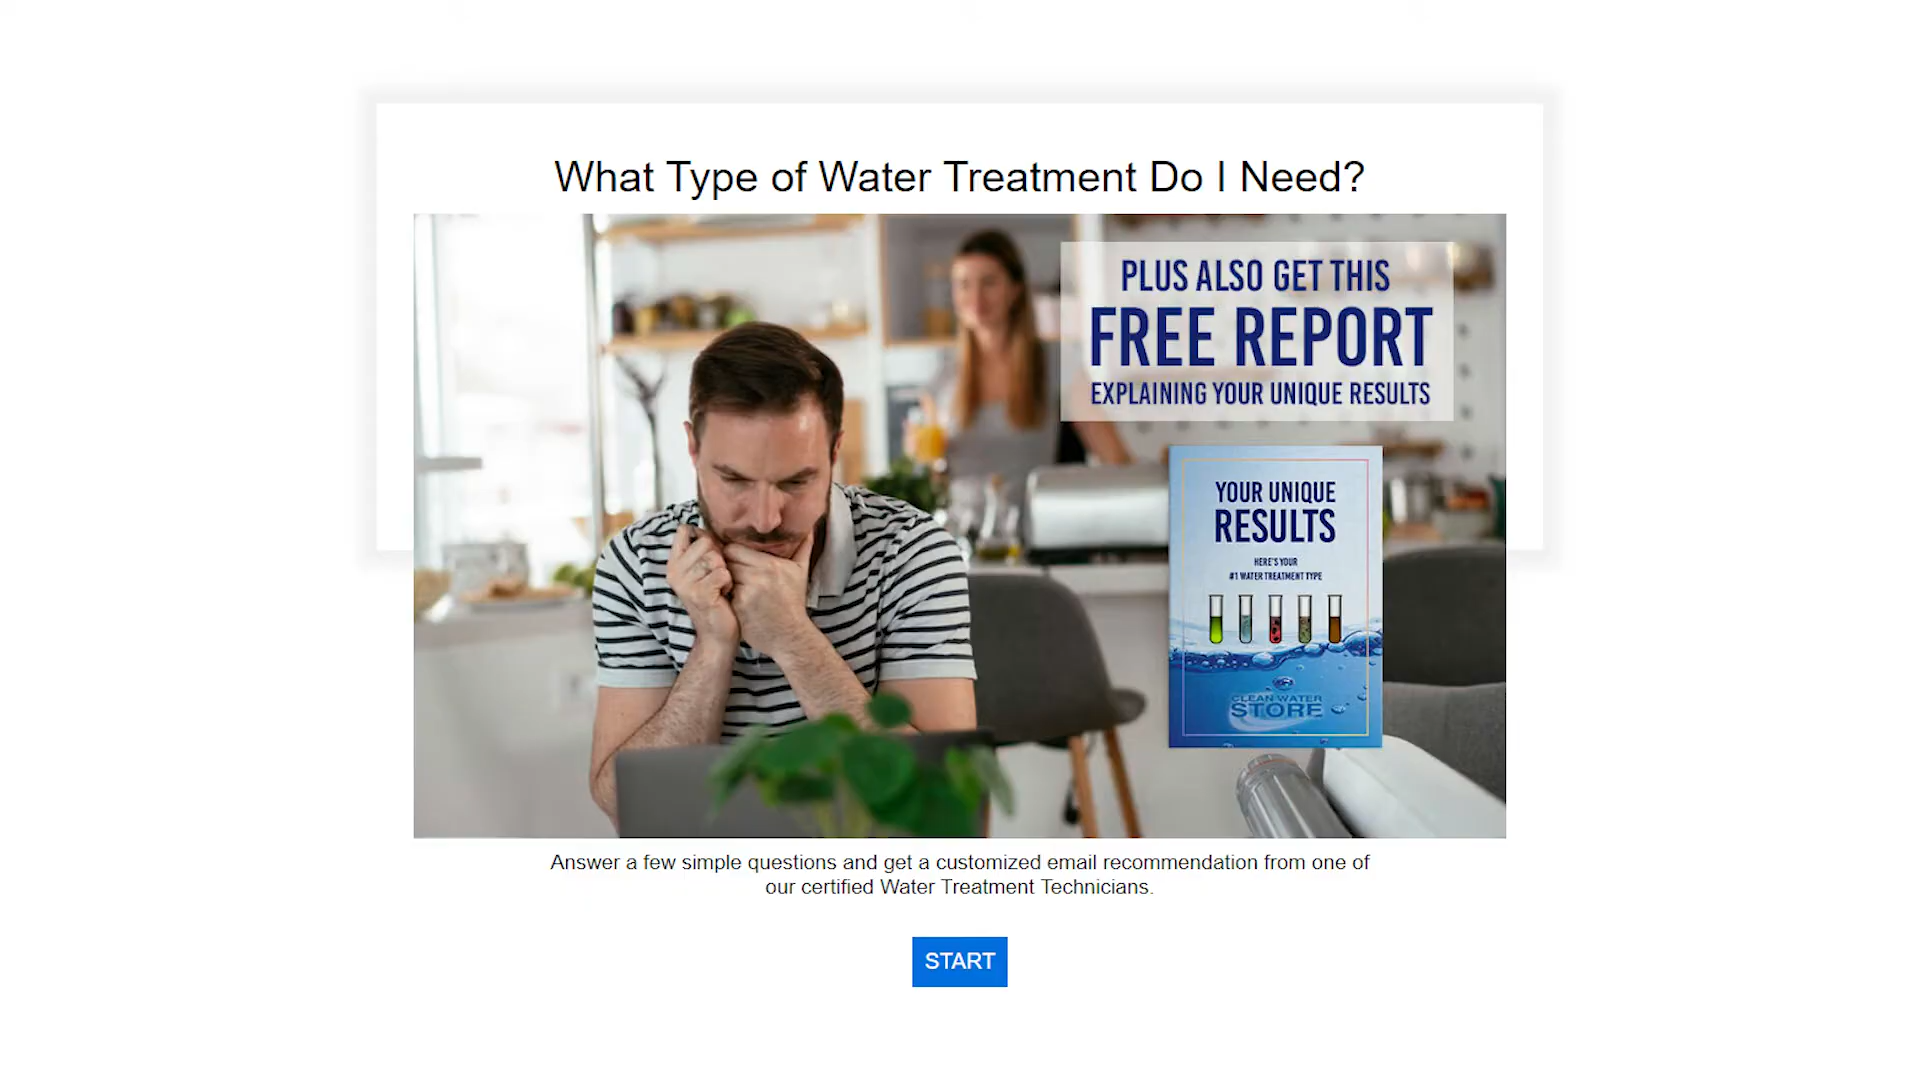 What Type of Water Treatment Do I Need?
PLUS ALSO GET THIS
FREE REPORT
EXPLAINING YOUR UNIQUE RESULTS
YOUR UNIQUE
RESULTS
HERE'S YOUR
#1 WATER TREATMENT TYPE
CLEAN WATER
STORE
Answer a few simple questions and get a customized email recommendation from one of
our certified Water Treatment Technicians.
START